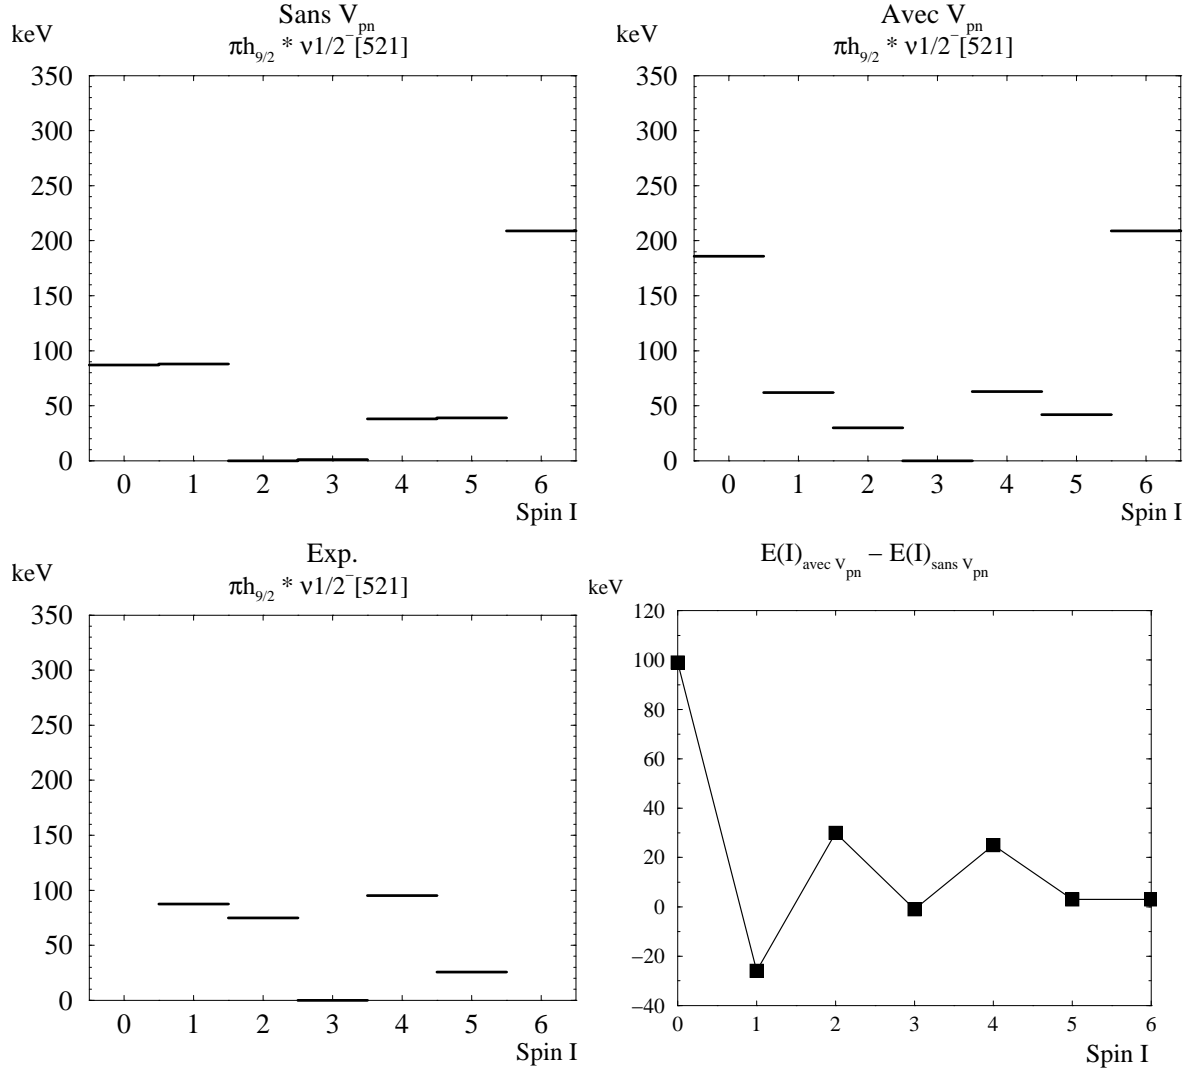 Sans V_pn
keV
πh_9/2 * ν1/2⁻[521]
350
300
250
200
150
100
50
0
0 1 2 3 4 5 6
Spin I
Avec V_pn
keV
πh_9/2 * ν1/2⁻[521]
350
300
250
200
150
100
50
0
0 1 2 3 4 5 6
Spin I
Exp.
keV
πh_9/2 * ν1/2⁻[521]
350
300
250
200
150
100
50
0
0 1 2 3 4 5 6
Spin I
E(I)_avec V_pn – E(I)_sans V_pn
keV
120
100
80
60
40
20
0
−20
−40
0 1 2 3 4 5 6
Spin I